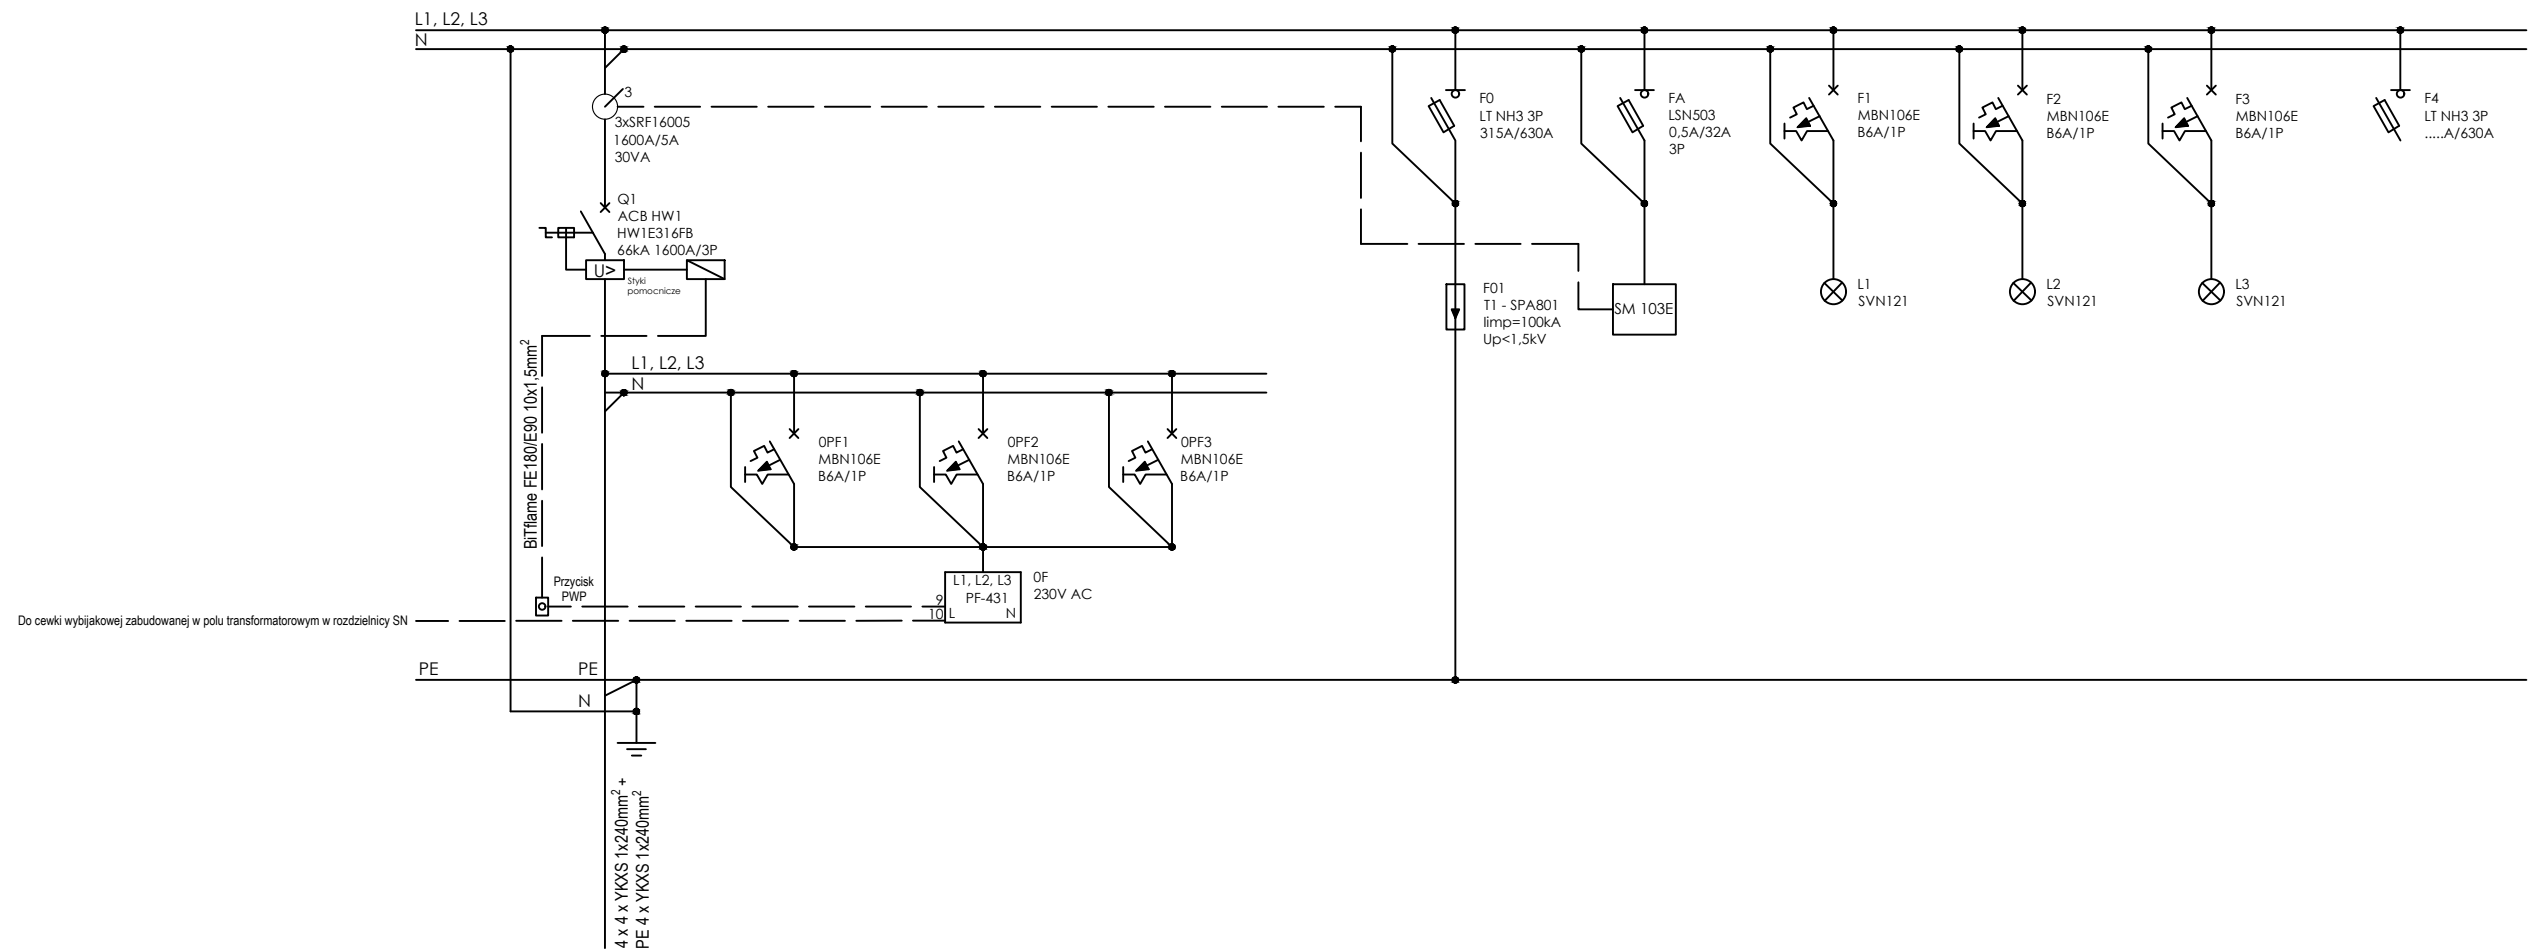 L1, L2, L3
N
3
3xSRF16005
1600A/5A
30VA
Q1
ACB HW1
HW1E316FB
66kA 1600A/3P
U>
Styki
pomocnicze
F0
LT NH3 3P
315A/630A
FA
LSN503
0,5A/32A
3P
F1
MBN106E
B6A/1P
F2
MBN106E
B6A/1P
F3
MBN106E
B6A/1P
F4
LT NH3 3P
.....A/630A
F01
T1 - SPA801
Iimp=100kA
Up<1,5kV
SM 103E
L1
SVN121
L2
SVN121
L3
SVN121
BiTflame FE180/E90 10x1,5mm²
L1, L2, L3
N
0PF1
MBN106E
B6A/1P
0PF2
MBN106E
B6A/1P
0PF3
MBN106E
B6A/1P
Przycisk
PWP
L1, L2, L3
PF-431
9
10
L
N
0F
230V AC
Do cewki wybijakowej zabudowanej w polu transformatorowym w rozdzielnicy SN
PE
PE
N
4 x 4 x YKXS 1x240mm² +
PE 4 x YKXS 1x240mm²